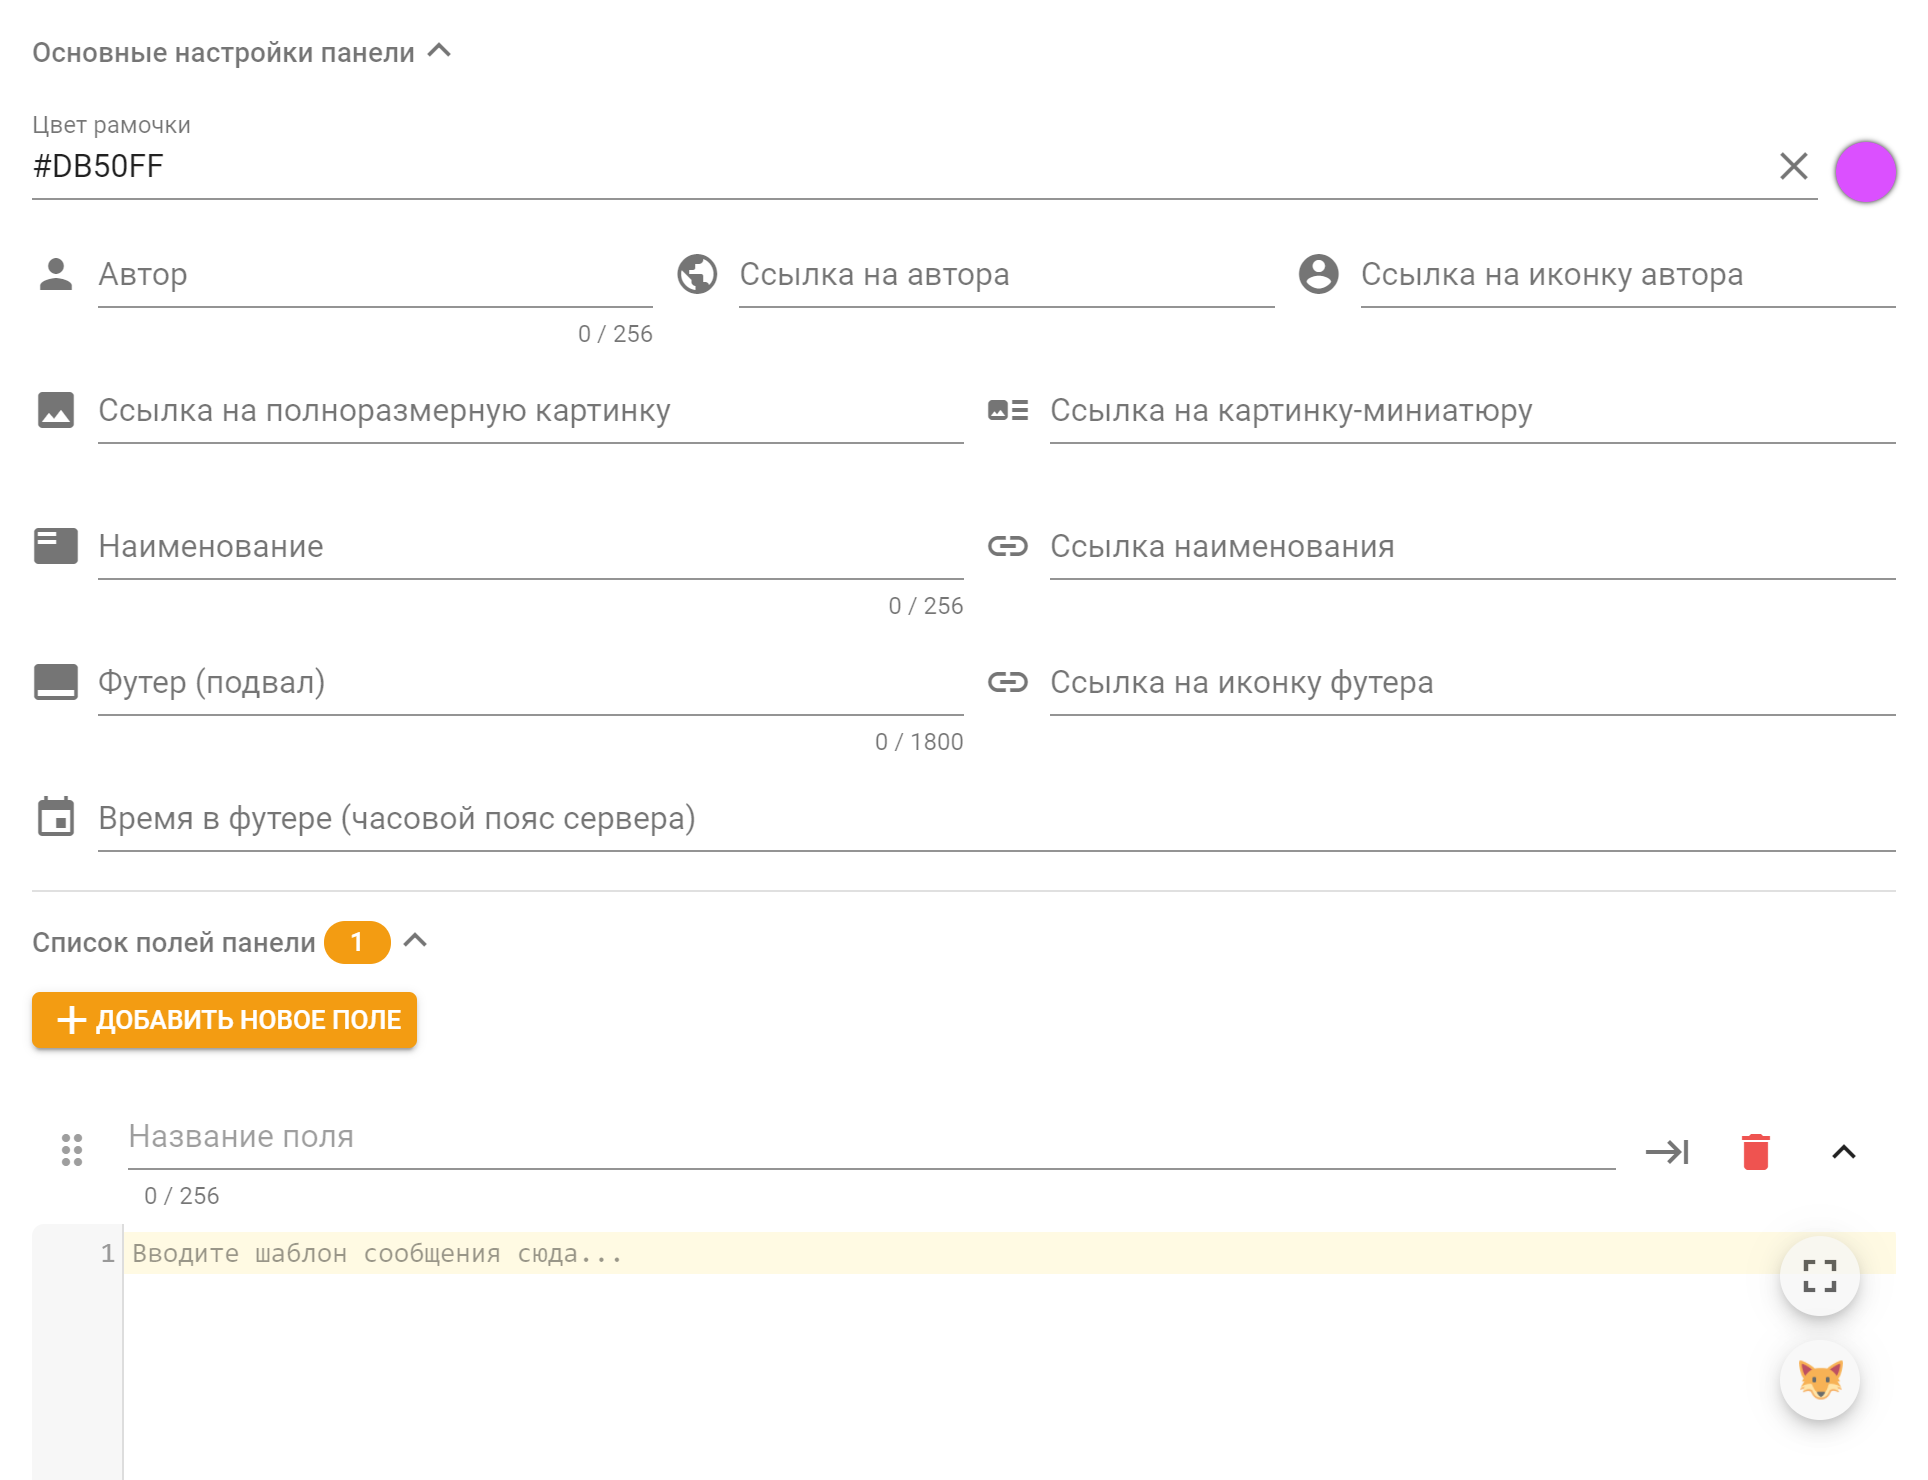 Основные настройки панели
Цвет рамочки
#DB50FF
Автор
Ссылка на автора
Ссылка на иконку автора
0 / 256
Ссылка на полноразмерную картинку
Ссылка на картинку-миниатюру
Наименование
Ссылка наименования
0 / 256
Футер (подвал)
Ссылка на иконку футера
0 / 1800
Время в футере (часовой пояс сервера)
Список полей панели 1
ДОБАВИТЬ НОВОЕ ПОЛЕ
Название поля
0 / 256
1 Вводите шаблон сообщения сюда...